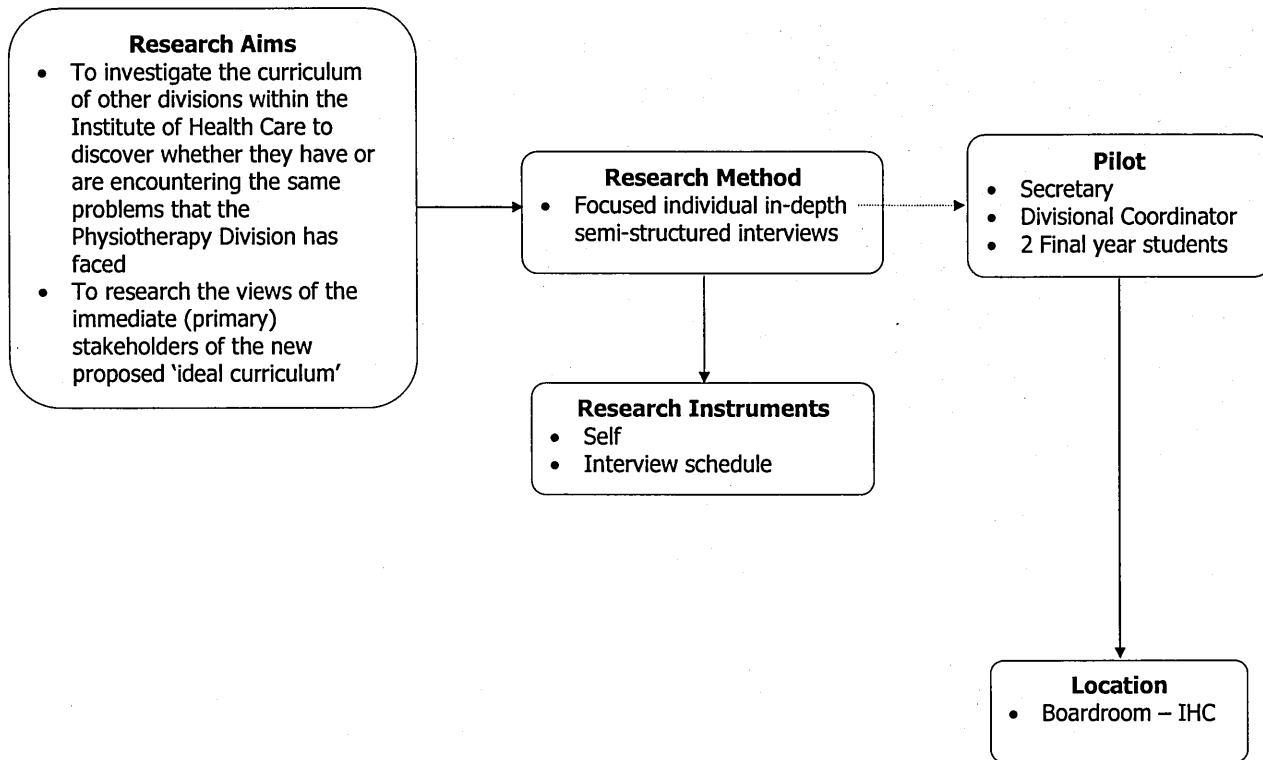 Research Aims
• To investigate the curriculum
of other divisions within the
Institute of Health Care to
discover whether they have or
are encountering the same
problems that the
Physiotherapy Division has
faced
• To research the views of the
immediate (primary)
stakeholders of the new
proposed ‘ideal curriculum’
Research Method
• Focused individual in-depth
semi-structured interviews
Research Instruments
• Self
• Interview schedule
Pilot
• Secretary
• Divisional Coordinator
• 2 Final year students
Location
• Boardroom – IHC